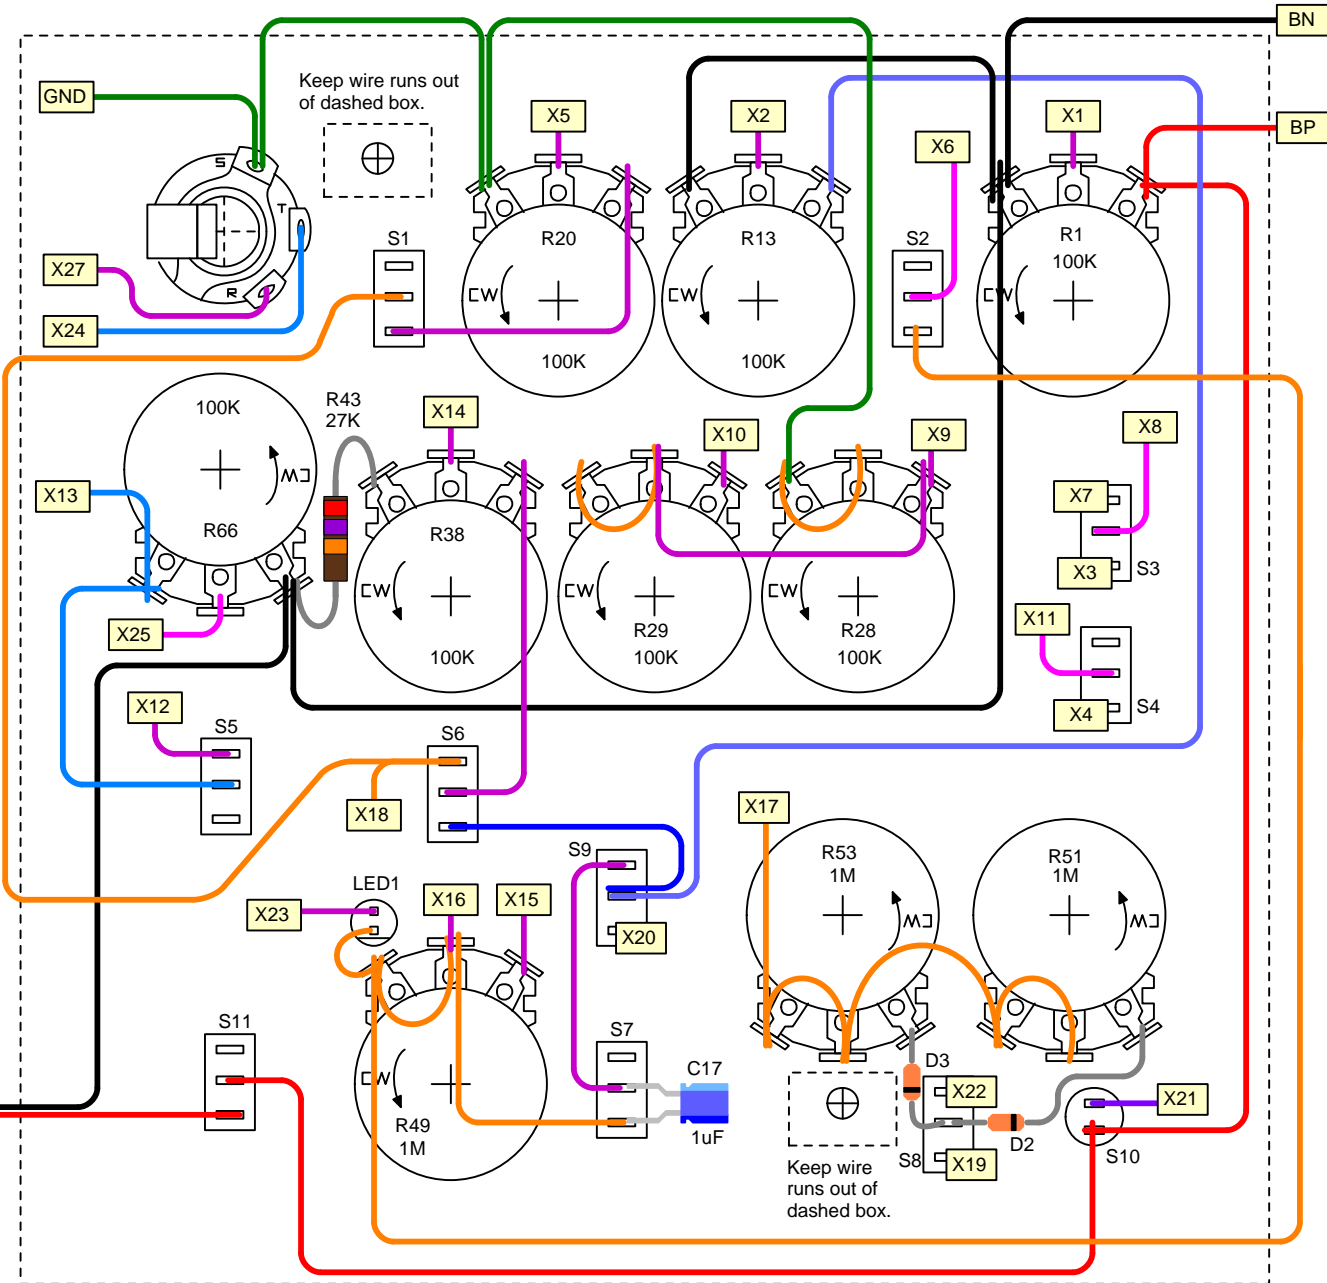 BN
Keep wire runs out
of dashed box.
GND
X5
X2
X1
BP
X6
S
T
R
S1
R20
R13
S2
R1
100K
X27
CW
CW
CW
X24
100K
100K
100K
R43
27K
X14
X10
X9
X8
CW
X13
X7
R66
R38
X3
S3
CW
CW
CW
X11
X25
R29
R28
100K
100K
100K
X12
X4
S4
S5
S6
X18
X17
S9
R53
1M
R51
1M
LED1
X23
X16
X15
CW
CW
X20
S11
S7
C17
D3
CW
X22
X21
R49
1M
1uF
S8
D2
S10
X19
Keep wire
runs out of
dashed box.